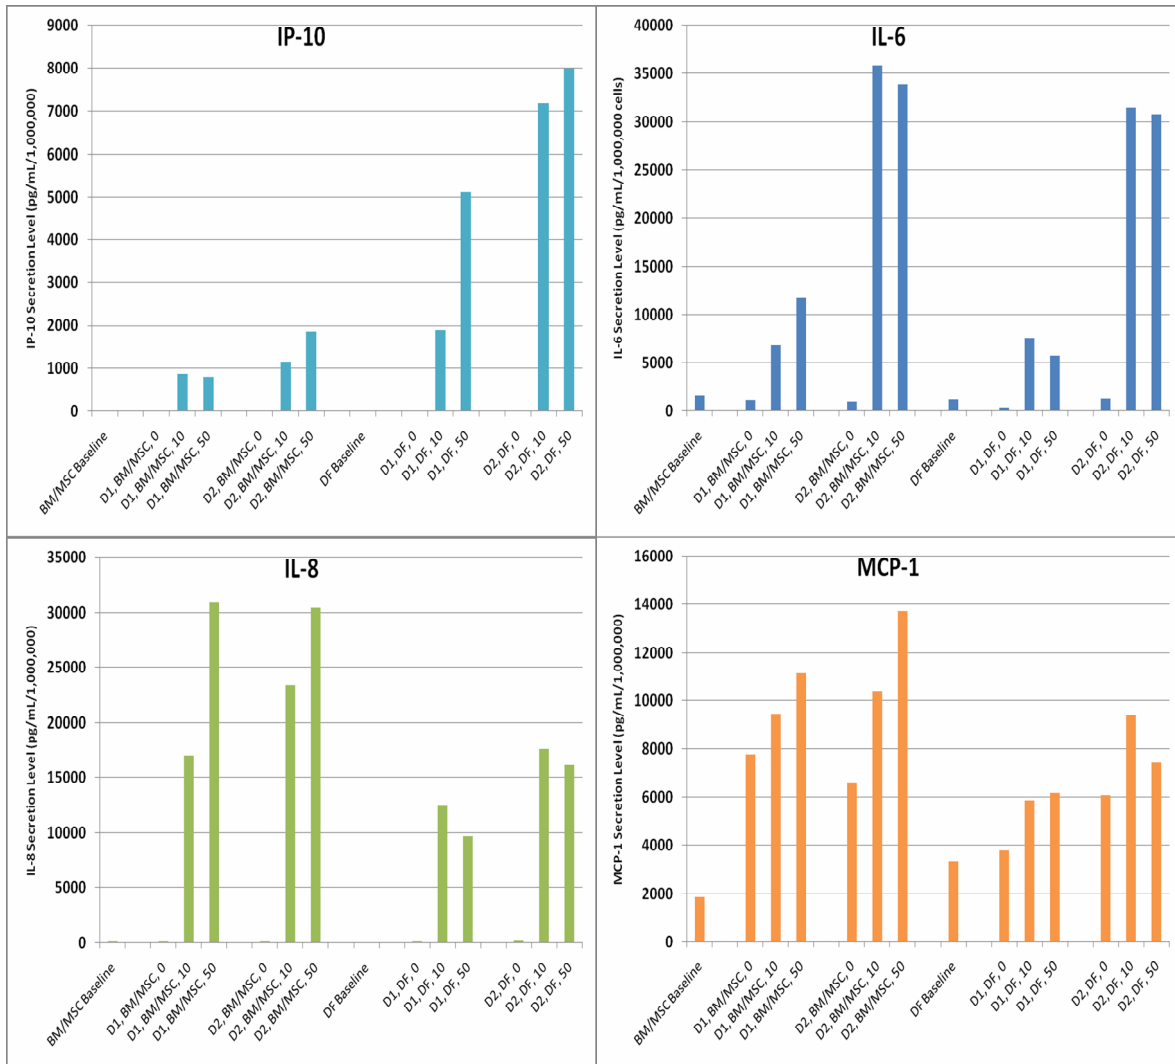 IP-10
IP-10 Secretion Level (pg/mL/1,000,000)
9000
8000
7000
6000
5000
4000
3000
2000
1000
0
BM/MSC Baseline
D1, BM/MSC, 0
D1, BM/MSC, 10
D1, BM/MSC, 50
D2, BM/MSC, 0
D2, BM/MSC, 10
D2, BM/MSC, 50
DF Baseline
D1, DF, 0
D1, DF, 10
D1, DF, 50
D2, DF, 0
D2, DF, 10
D2, DF, 50
IL-6
IL-6 Secretion Level (pg/mL/1,000,000 cells)
40000
35000
30000
25000
20000
15000
10000
5000
0
BM/MSC Baseline
D1, BM/MSC, 0
D1, BM/MSC, 10
D1, BM/MSC, 50
D2, BM/MSC, 0
D2, BM/MSC, 10
D2, BM/MSC, 50
DF Baseline
D1, DF, 0
D1, DF, 10
D1, DF, 50
D2, DF, 0
D2, DF, 10
D2, DF, 50
IL-8
IL-8 Secretion Level (pg/mL/1,000,000)
35000
30000
25000
20000
15000
10000
5000
0
BM/MSC Baseline
D1, BM/MSC, 0
D1, BM/MSC, 10
D1, BM/MSC, 50
D2, BM/MSC, 0
D2, BM/MSC, 10
D2, BM/MSC, 50
DF Baseline
D1, DF, 0
D1, DF, 10
D1, DF, 50
D2, DF, 0
D2, DF, 10
D2, DF, 50
MCP-1
MCP-1 Secretion Level (pg/mL/1,000,000)
16000
14000
12000
10000
8000
6000
4000
2000
0
BM/MSC Baseline
D1, BM/MSC, 0
D1, BM/MSC, 10
D1, BM/MSC, 50
D2, BM/MSC, 0
D2, BM/MSC, 10
D2, BM/MSC, 50
DF Baseline
D1, DF, 0
D1, DF, 10
D1, DF, 50
D2, DF, 0
D2, DF, 10
D2, DF, 50